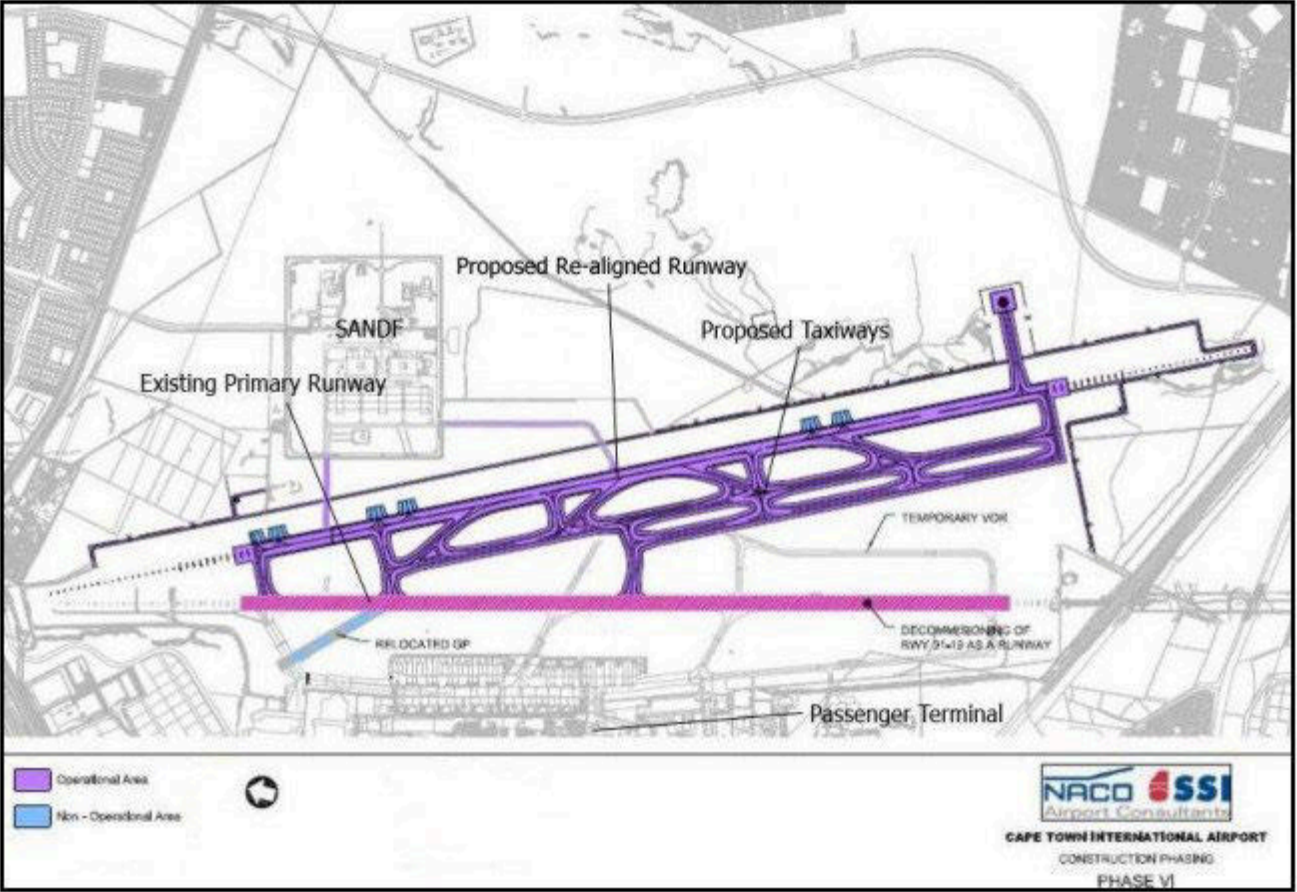 Proposed Re-aligned Runway
SANDF
Proposed Taxiways
Existing Primary Runway
TEMPORARY VOR
DECOMMISIONING OF
RWY 01-19 AS A RUNWAY
RELOCATED GP
Passenger Terminal
Operational Area
Non - Operational Area
NACO SSI
Airport Consultants
CAPE TOWN INTERNATIONAL AIRPORT
CONSTRUCTION PHASING
PHASE VI